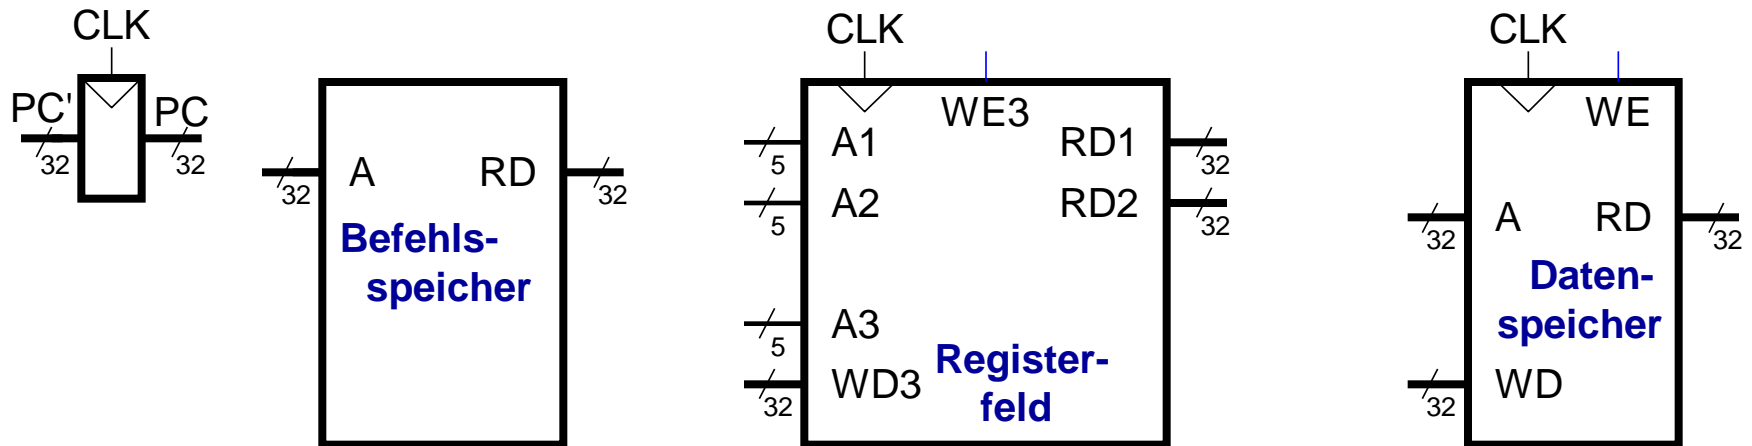 CLK
PC'
PC
32
32
A
RD
32
32
Befehls-
speicher
CLK
WE3
A1
RD1
5
32
A2
RD2
5
32
A3
5
WD3
32
Register-
feld
CLK
WE
A
RD
32
32
Daten-
speicher
WD
32